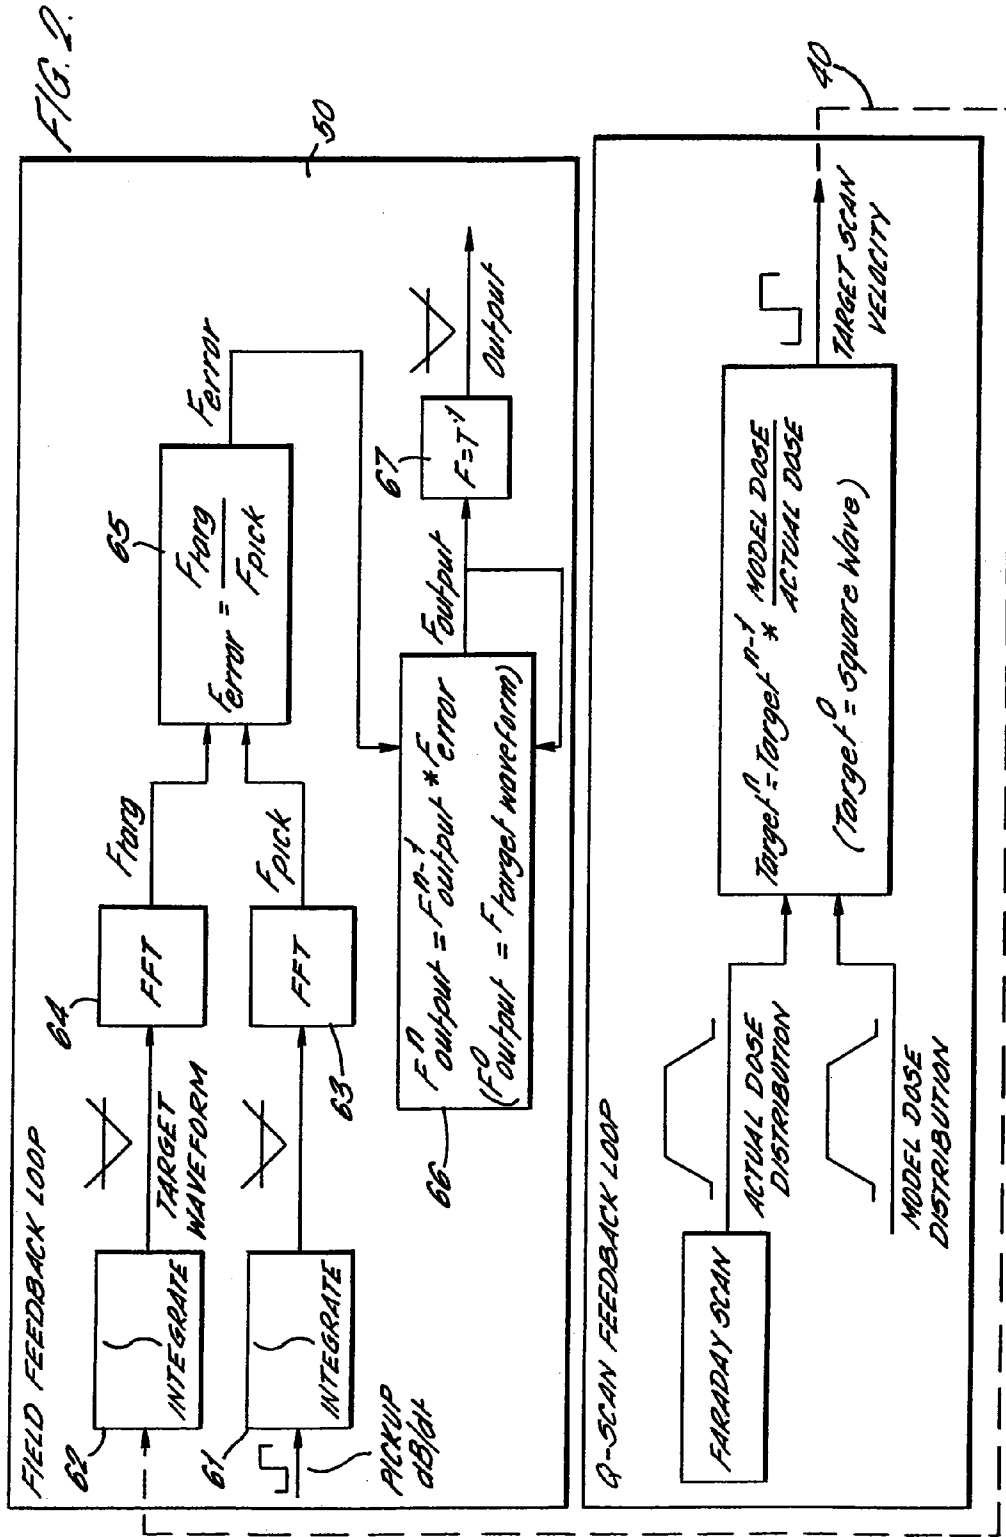 FIG. 2.
FIELD FEEDBACK LOOP
50
62
∫
INTEGRATE
TARGET
WAVEFORM
64
FFT
Ftarg
61
∫
INTEGRATE
PICKUP
dB/dt
63
FFT
Fpick
65
Ferror = Ftarg / Fpick
Ferror
66
F^n output = F^n-1 output * Ferror
(F^0 output = F target waveform)
Foutput
67
F=T^-1
Output
Q-SCAN FEEDBACK LOOP
FARADAY SCAN
ACTUAL DOSE
DISTRIBUTION
MODEL DOSE
DISTRIBUTION
Target^n = Target^n-1 * MODEL DOSE / ACTUAL DOSE
(Target^0 = Square Wave)
TARGET SCAN
VELOCITY
40